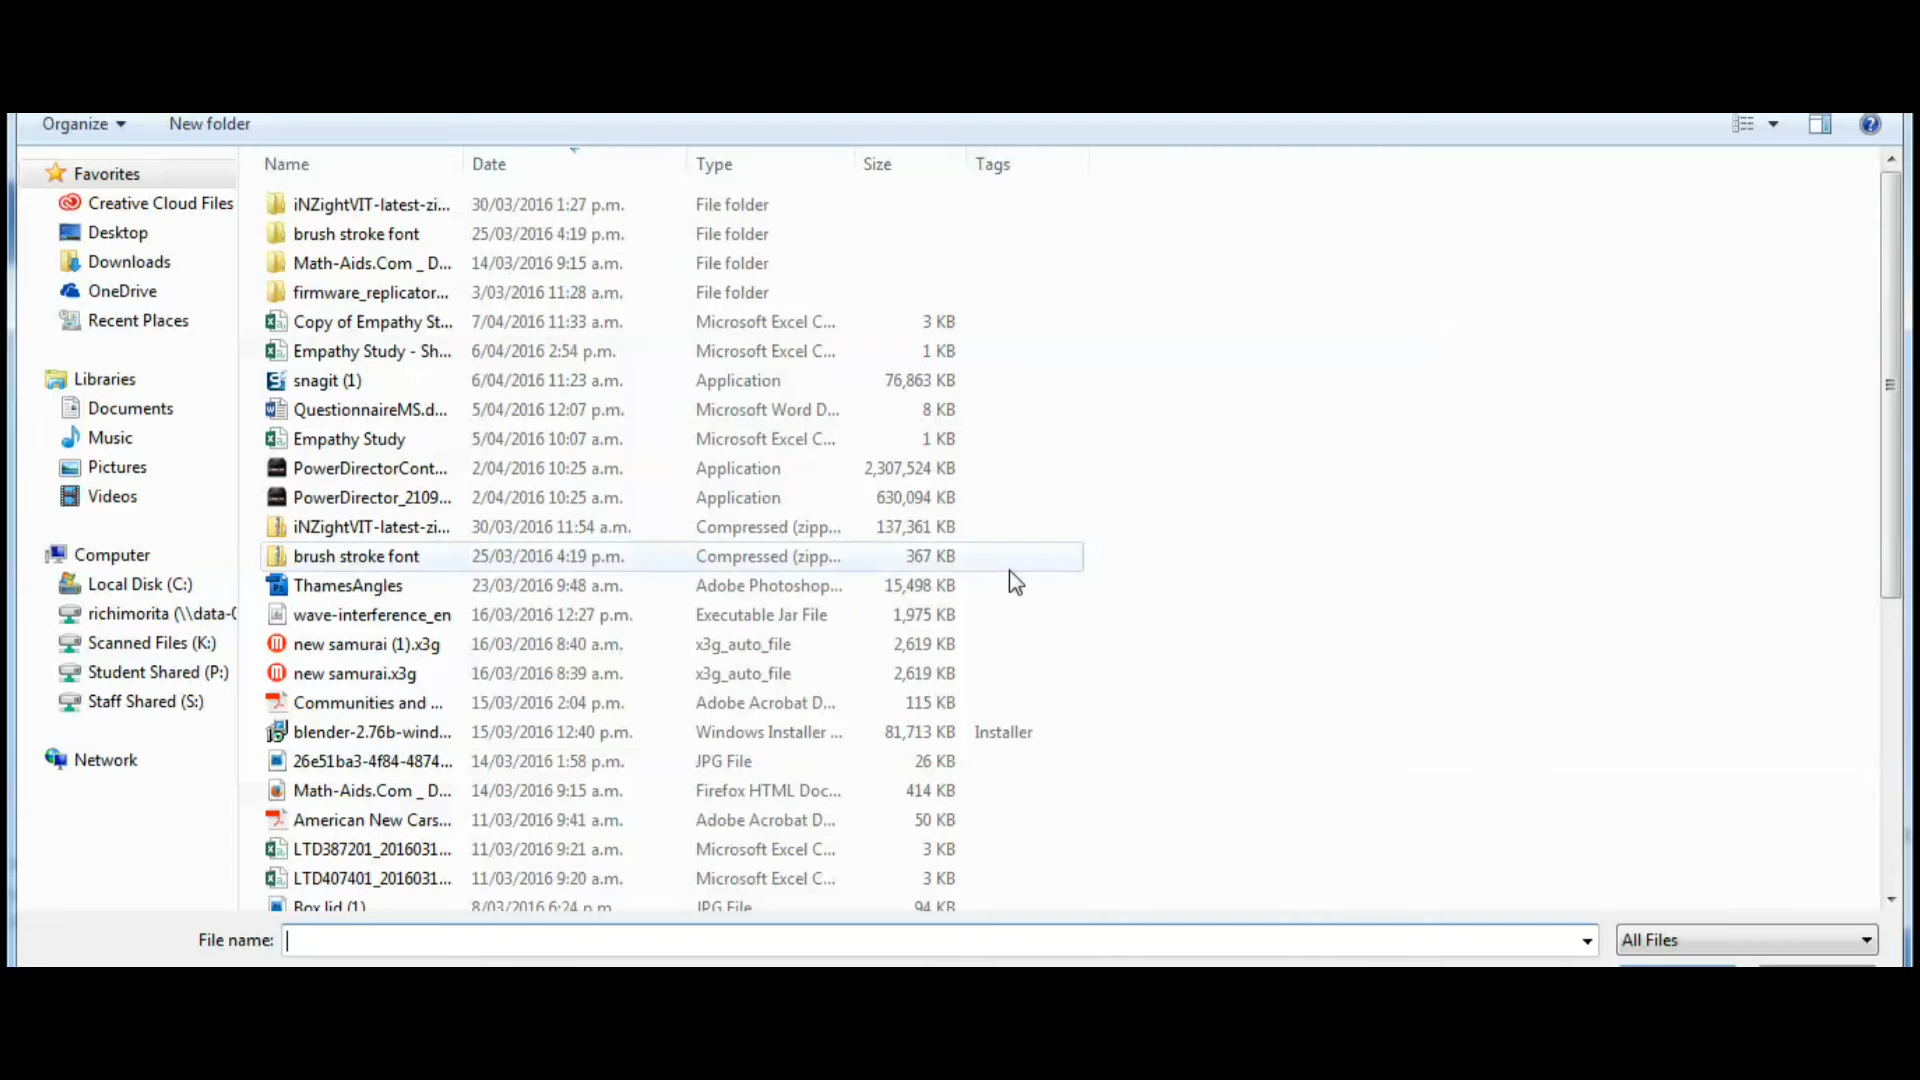 Organize New folder
Name Date Type Size Tags
Favorites
Creative Cloud Files
Desktop
Downloads
OneDrive
Recent Places
Libraries
Documents
Music
Pictures
Videos
Computer
Local Disk (C:)
richimorita (\\data-
Scanned Files (K:)
Student Shared (P:)
Staff Shared (S:)
Network
iNZightVIT-latest-zi... 30/03/2016 1:27 p.m. File folder
brush stroke font 25/03/2016 4:19 p.m. File folder
Math-Aids.Com _ D... 14/03/2016 9:15 a.m. File folder
firmware_replicator... 3/03/2016 11:28 a.m. File folder
Copy of Empathy St... 7/04/2016 11:33 a.m. Microsoft Excel C... 3 KB
Empathy Study - Sh... 6/04/2016 2:54 p.m. Microsoft Excel C... 1 KB
snagit (1) 6/04/2016 11:23 a.m. Application 76,863 KB
QuestionnaireMS.d... 5/04/2016 12:07 p.m. Microsoft Word D... 8 KB
Empathy Study 5/04/2016 10:07 a.m. Microsoft Excel C... 1 KB
PowerDirectorCont... 2/04/2016 10:25 a.m. Application 2,307,524 KB
PowerDirector_2109... 2/04/2016 10:25 a.m. Application 630,094 KB
iNZightVIT-latest-zi... 30/03/2016 11:54 a.m. Compressed (zipp... 137,361 KB
brush stroke font 25/03/2016 4:19 p.m. Compressed (zipp... 367 KB
ThamesAngles 23/03/2016 9:48 a.m. Adobe Photoshop... 15,498 KB
wave-interference_en 16/03/2016 12:27 p.m. Executable Jar File 1,975 KB
new samurai (1).x3g 16/03/2016 8:40 a.m. x3g_auto_file 2,619 KB
new samurai.x3g 16/03/2016 8:39 a.m. x3g_auto_file 2,619 KB
Communities and ... 15/03/2016 2:04 p.m. Adobe Acrobat D... 115 KB
blender-2.76b-wind... 15/03/2016 12:40 p.m. Windows Installer ... 81,713 KB Installer
26e51ba3-4f84-4874... 14/03/2016 1:58 p.m. JPG File 26 KB
Math-Aids.Com _ D... 14/03/2016 9:15 a.m. Firefox HTML Doc... 414 KB
American New Cars... 11/03/2016 9:41 a.m. Adobe Acrobat D... 50 KB
LTD387201_2016031... 11/03/2016 9:21 a.m. Microsoft Excel C... 3 KB
LTD407401_2016031... 11/03/2016 9:20 a.m. Microsoft Excel C... 3 KB
Box lid (1) 8/03/2016 6:24 p.m. JPG File 94 KB
File name: All Files